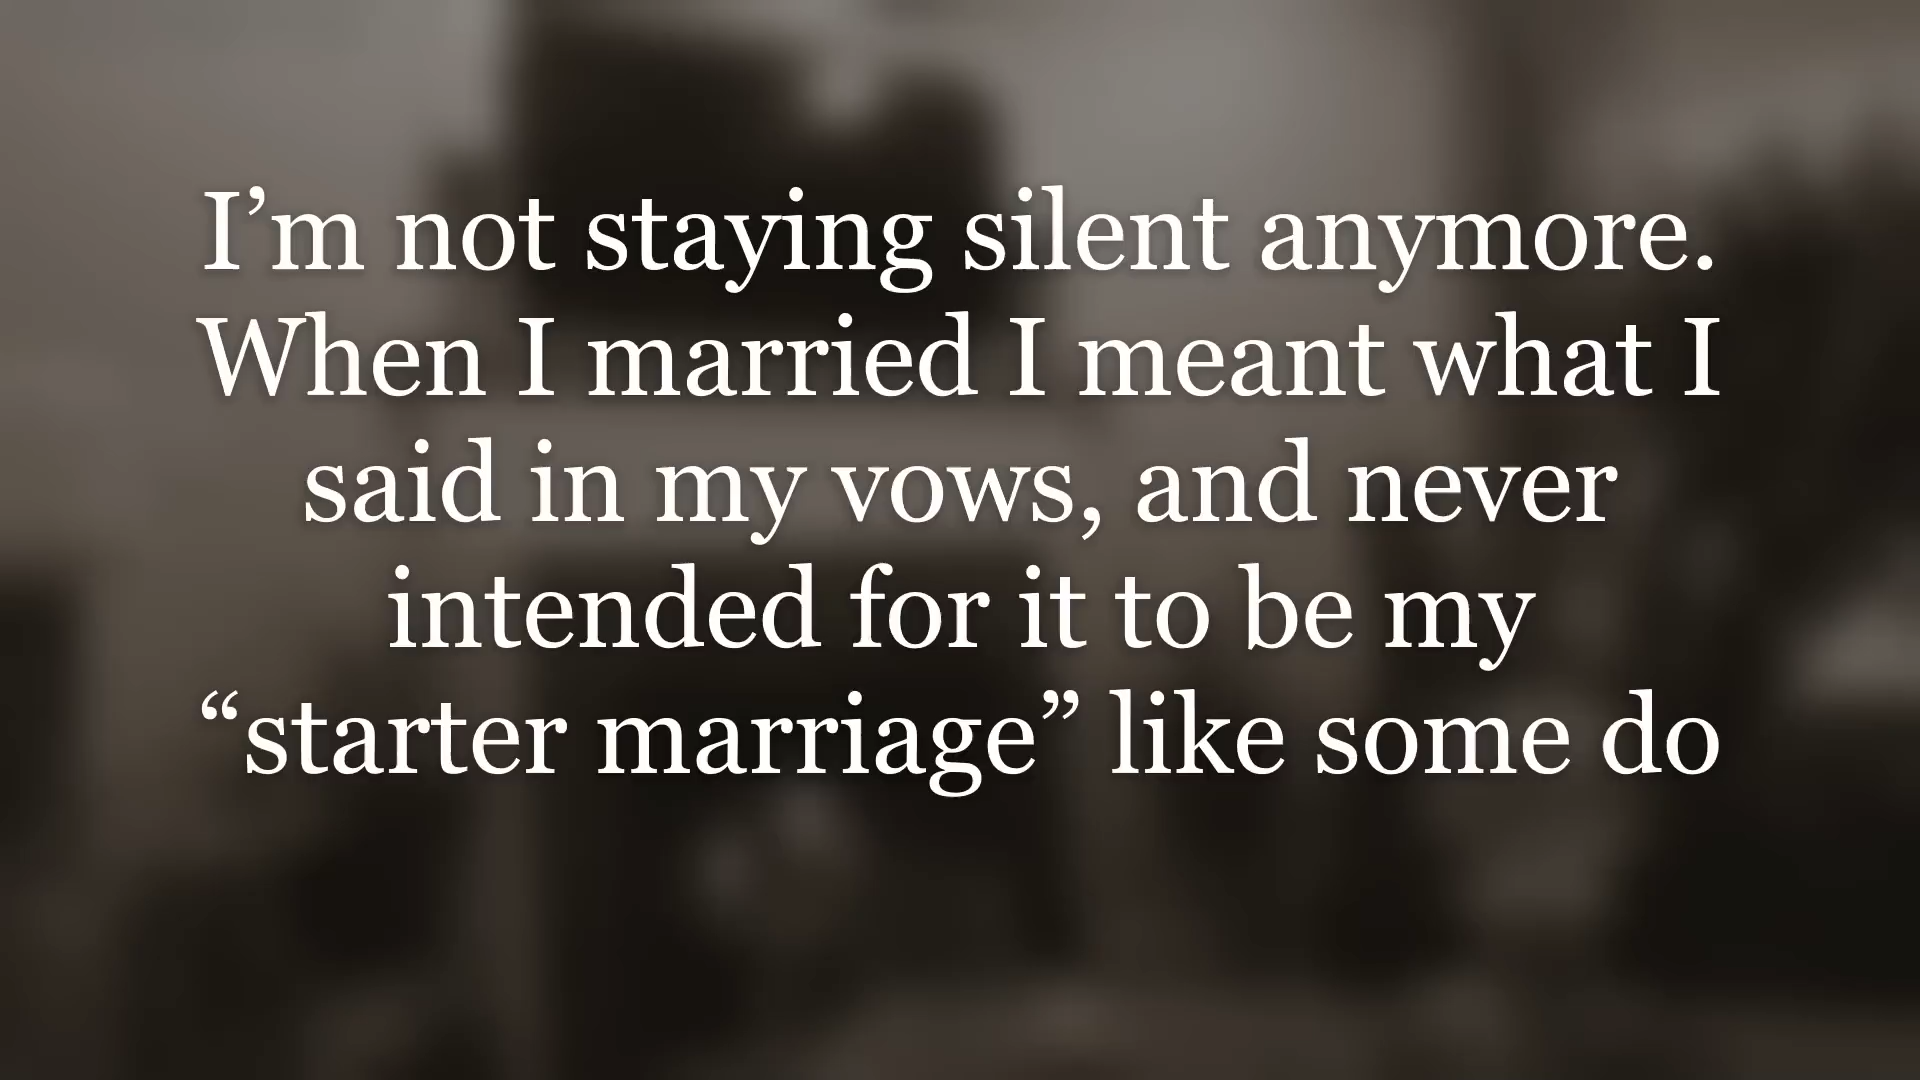 I’m not staying silent anymore.
When I married I meant what I
said in my vows, and never
intended for it to be my
“starter marriage” like some do